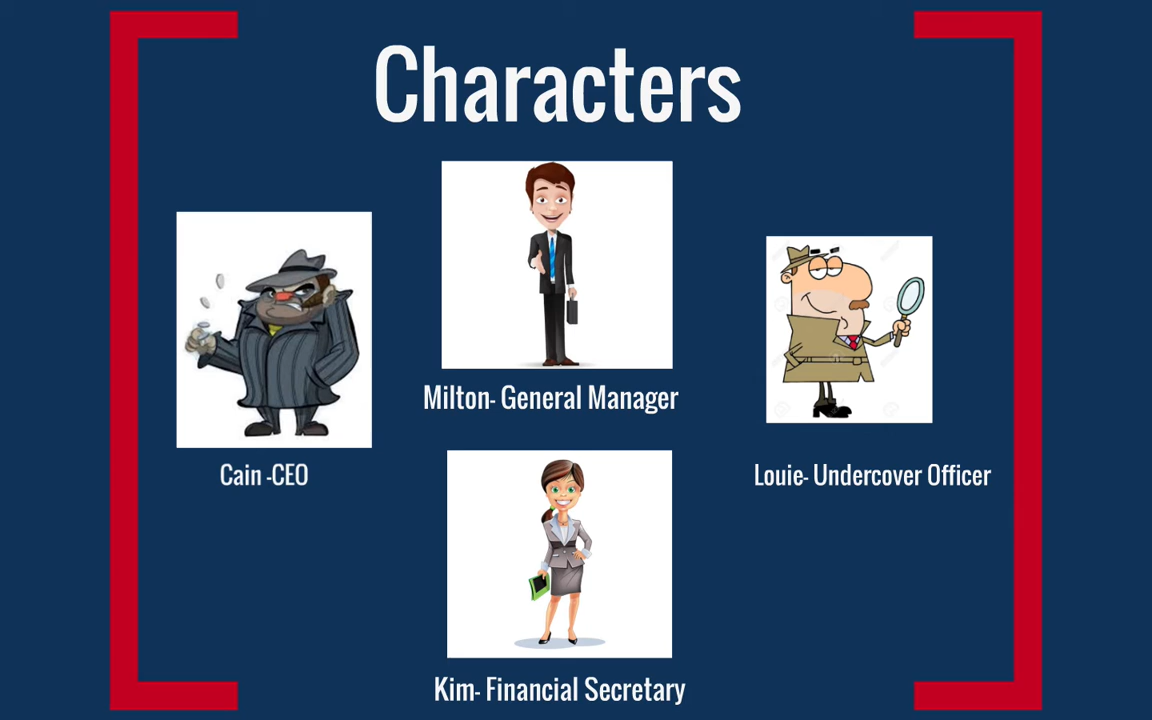 Characters
Milton- General Manager
Cain -CEO
Louie- Undercover Officer
Kim- Financial Secretary